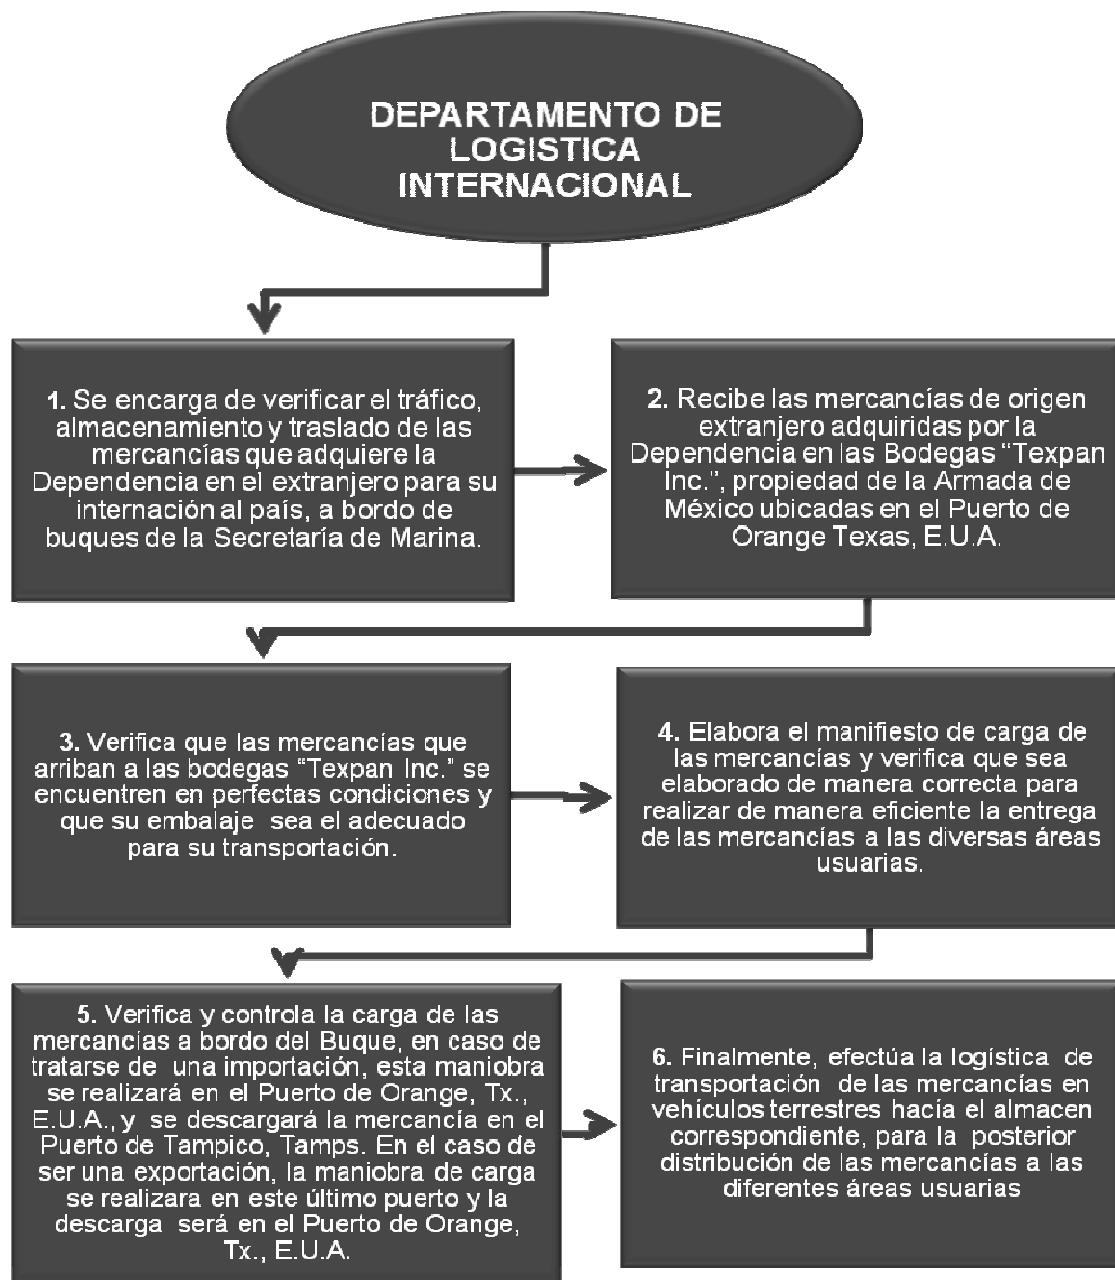 DEPARTAMENTO DE
LOGISTICA
INTERNACIONAL
1. Se encarga de verificar el tráfico,
almacenamiento y traslado de las
mercancías que adquiere la
Dependencia en el extranjero para su
internación al país, a bordo de
buques de la Secretaría de Marina.
2. Recibe las mercancías de origen
extranjero adquiridas por la
Dependencia en las Bodegas “Texpan
Inc.”, propiedad de la Armada de
México ubicadas en el Puerto de
Orange Texas, E.U.A.
3. Verifica que las mercancías que
arriban a las bodegas “Texpan Inc.” se
encuentren en perfectas condiciones y
que su embalaje sea el adecuado
para su transportación.
4. Elabora el manifiesto de carga de
las mercancías y verifica que sea
elaborado de manera correcta para
realizar de manera eficiente la entrega
de las mercancías a las diversas áreas
usuarias.
5. Verifica y controla la carga de las
mercancías a bordo del Buque, en caso de
tratarse de una importación, esta maniobra
se realizará en el Puerto de Orange, Tx.,
E.U.A., y se descargará la mercancía en el
Puerto de Tampico, Tamps. En el caso de
ser una exportación, la maniobra de carga
se realizara en este último puerto y la
descarga será en el Puerto de Orange,
Tx., E.U.A.
6. Finalmente, efectúa la logística de
transportación de las mercancías en
vehículos terrestres hacía el almacen
correspondiente, para la posterior
distribución de las mercancías a las
diferentes áreas usuarias